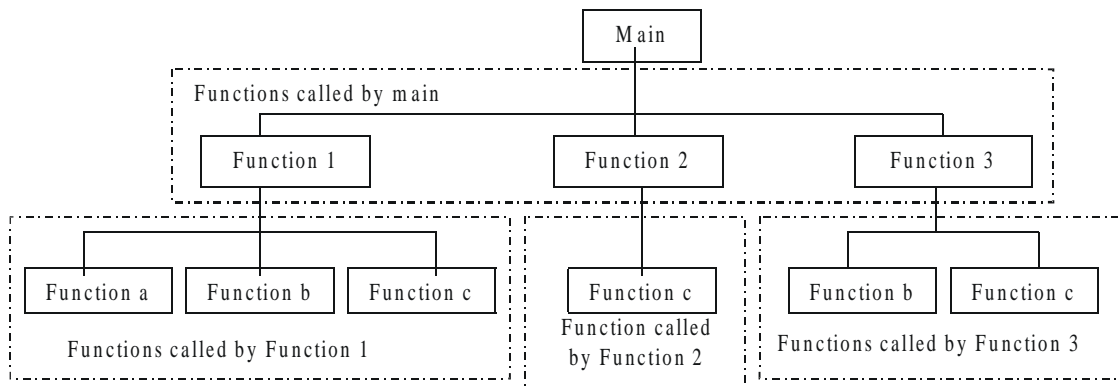 Main
Functions called by main
Function 1
Function 2
Function 3
Function a
Function b
Function c
Functions called by Function 1
Function c
Function called
by Function 2
Function b
Function c
Functions called by Function 3